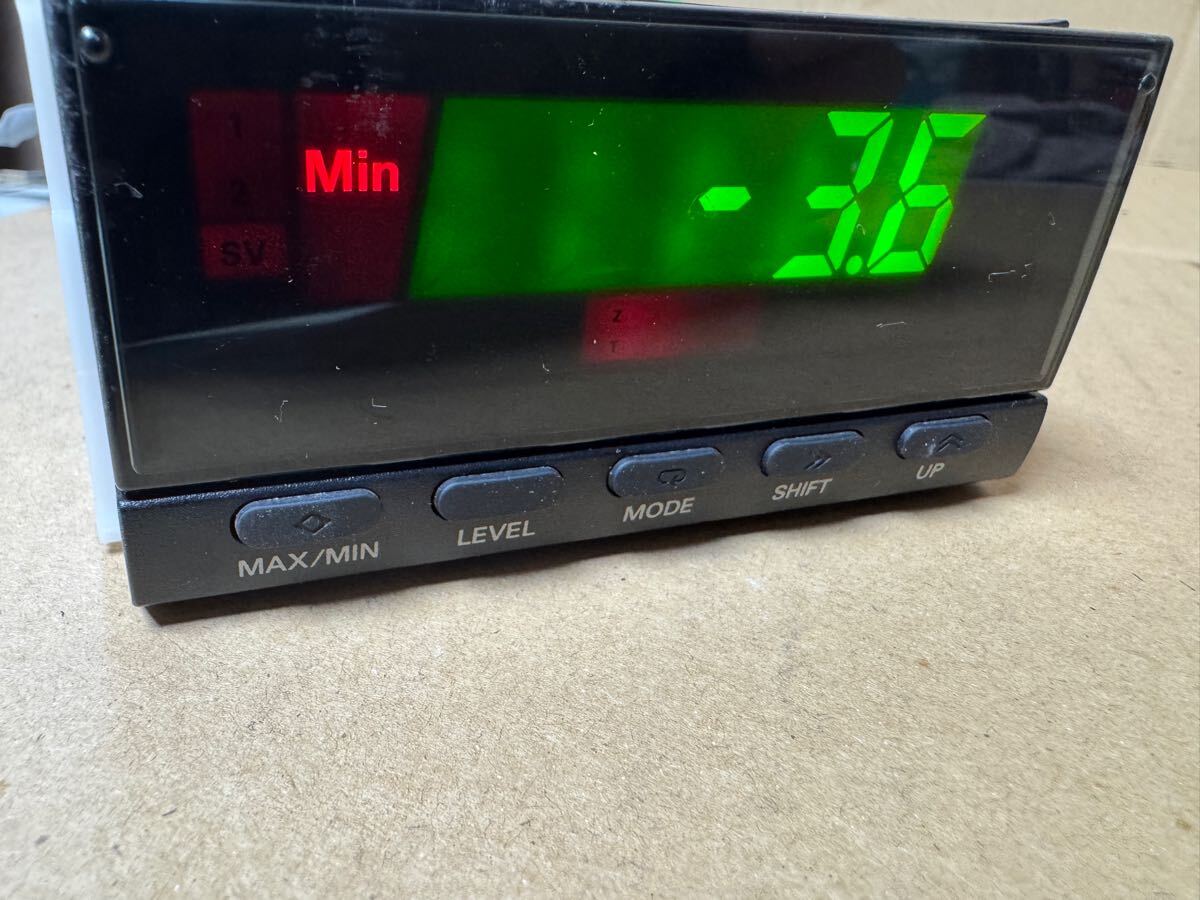 1
2
SV
Min
-3.6
Z
T
MAX/MIN
LEVEL
MODE
SHIFT
UP